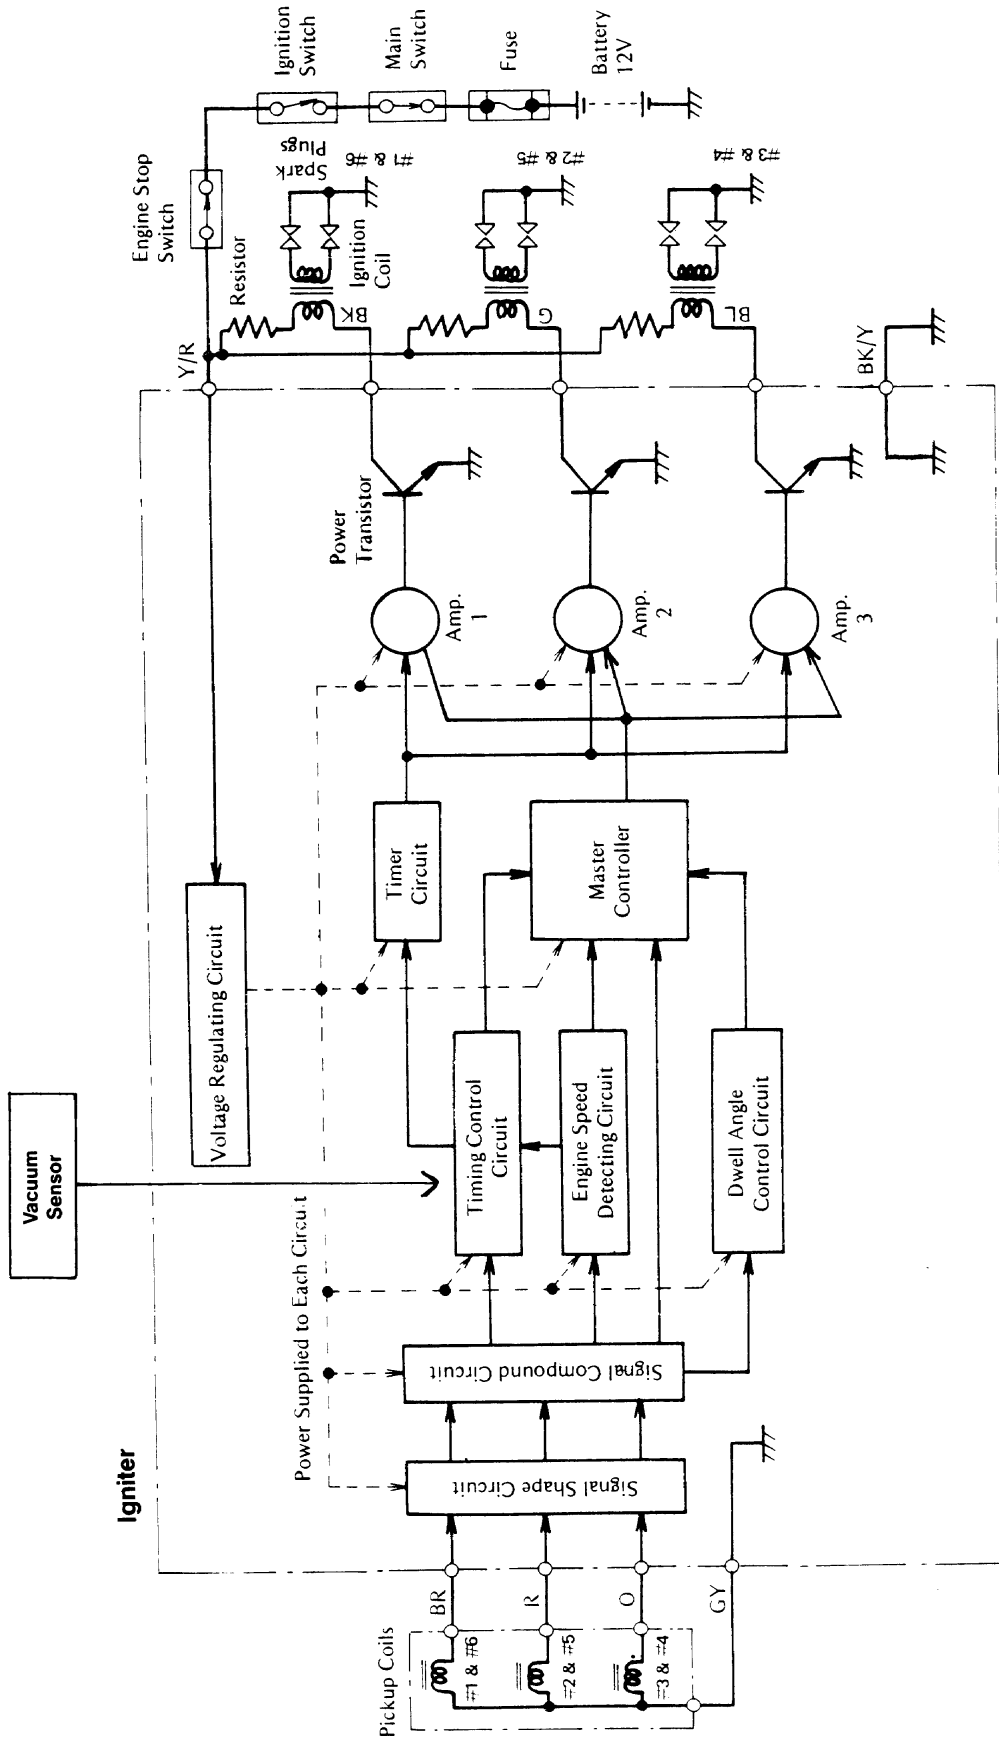 Igniter
Vacuum
Sensor
Voltage Regulating Circuit
Power Supplied to Each Circuit
Pickup Coils
#1 & #6
#2 & #5
#3 & #4
BR
R
O
GY
Signal Shape Circuit
Signal Compound Circuit
Timing Control
Circuit
Engine Speed
Detecting Circuit
Dwell Angle
Control Circuit
Timer
Circuit
Master
Controller
Amp.
1
Amp.
2
Amp.
3
Power
Transistor
Y/R
BK
G
BL
BK/Y
Resistor
Engine Stop
Switch
Ignition
Coil
Spark
Plugs
#1 & #6
#2 & #5
#3 & #4
Ignition
Switch
Main
Switch
Fuse
Battery
12V